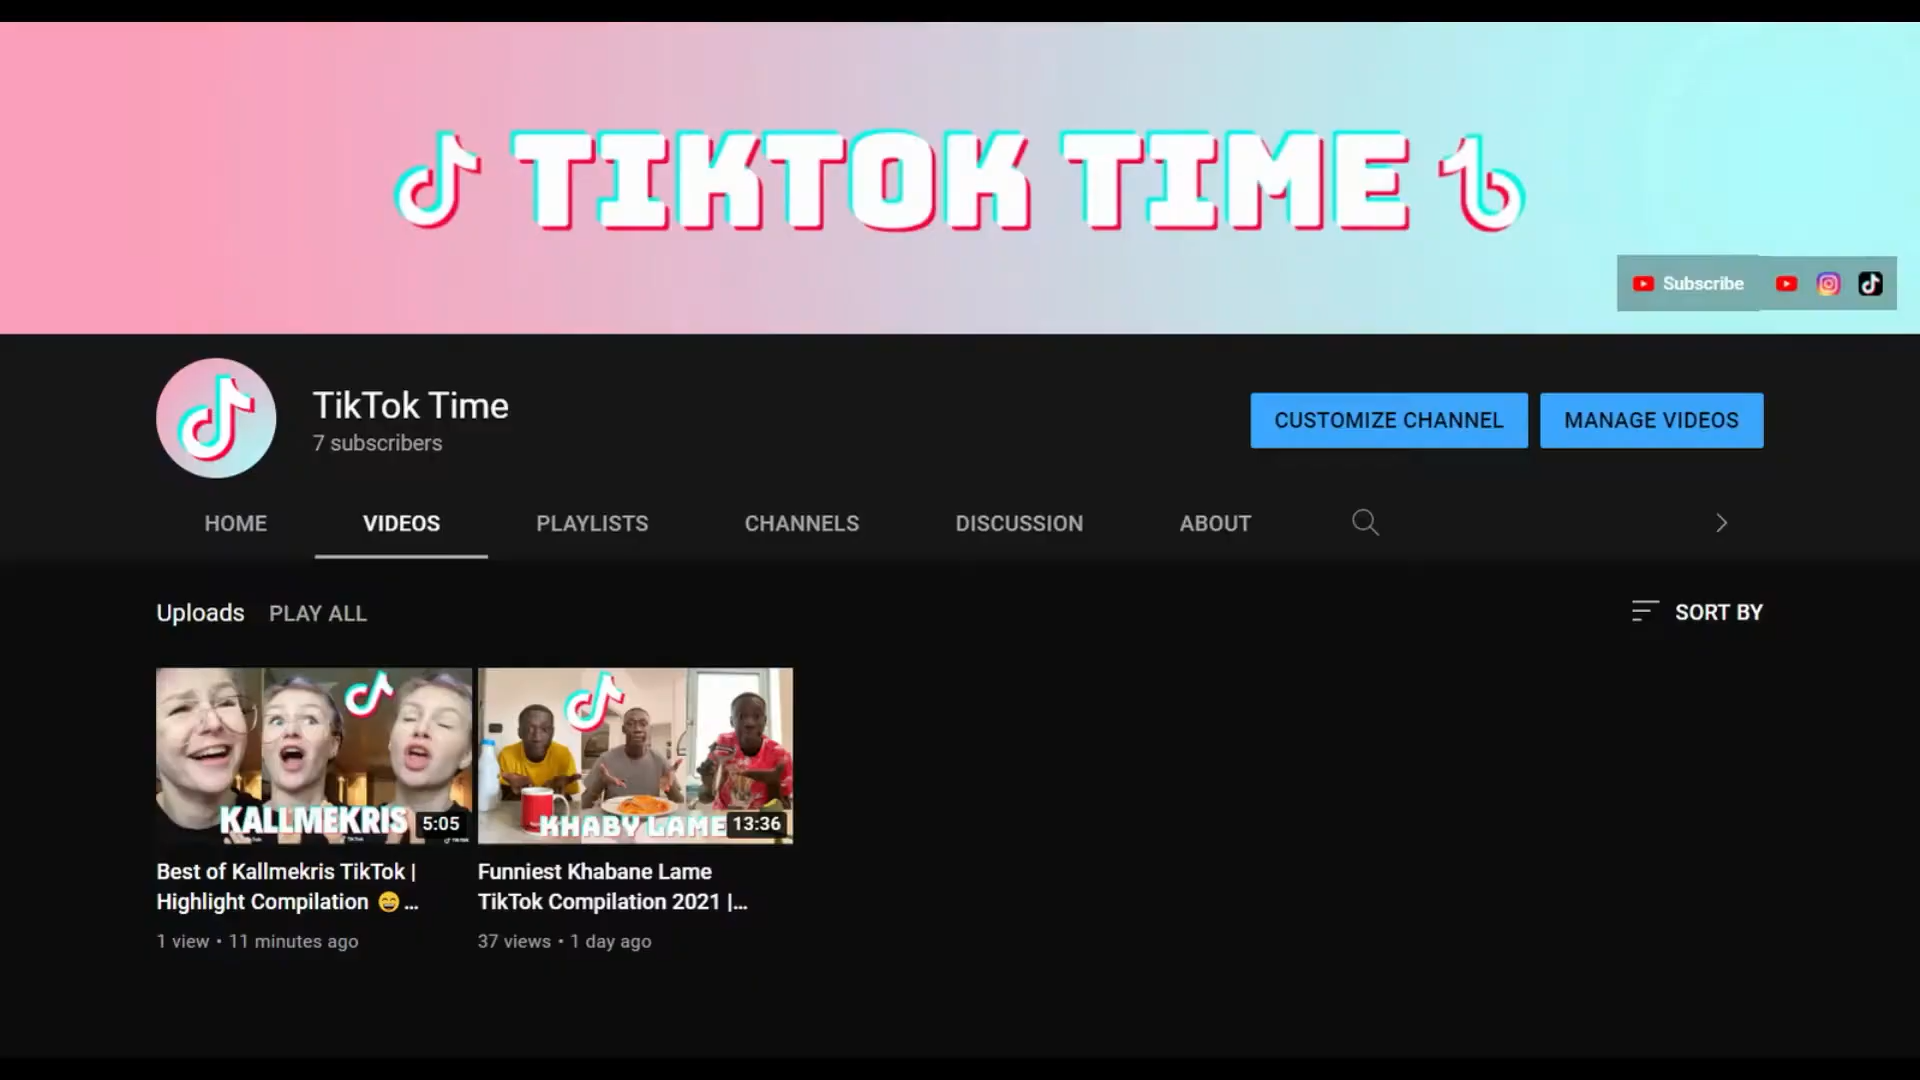 TIKTOK TIME
Subscribe
TikTok Time
7 subscribers
CUSTOMIZE CHANNEL
MANAGE VIDEOS
HOME
VIDEOS
PLAYLISTS
CHANNELS
DISCUSSION
ABOUT
Uploads
PLAY ALL
SORT BY
KALLMEKRIS
5:05
KHABY LAME
13:36
Best of Kallmekris TikTok |
Highlight Compilation 😄 ...
1 view • 11 minutes ago
Funniest Khabane Lame
TikTok Compilation 2021 |...
37 views • 1 day ago